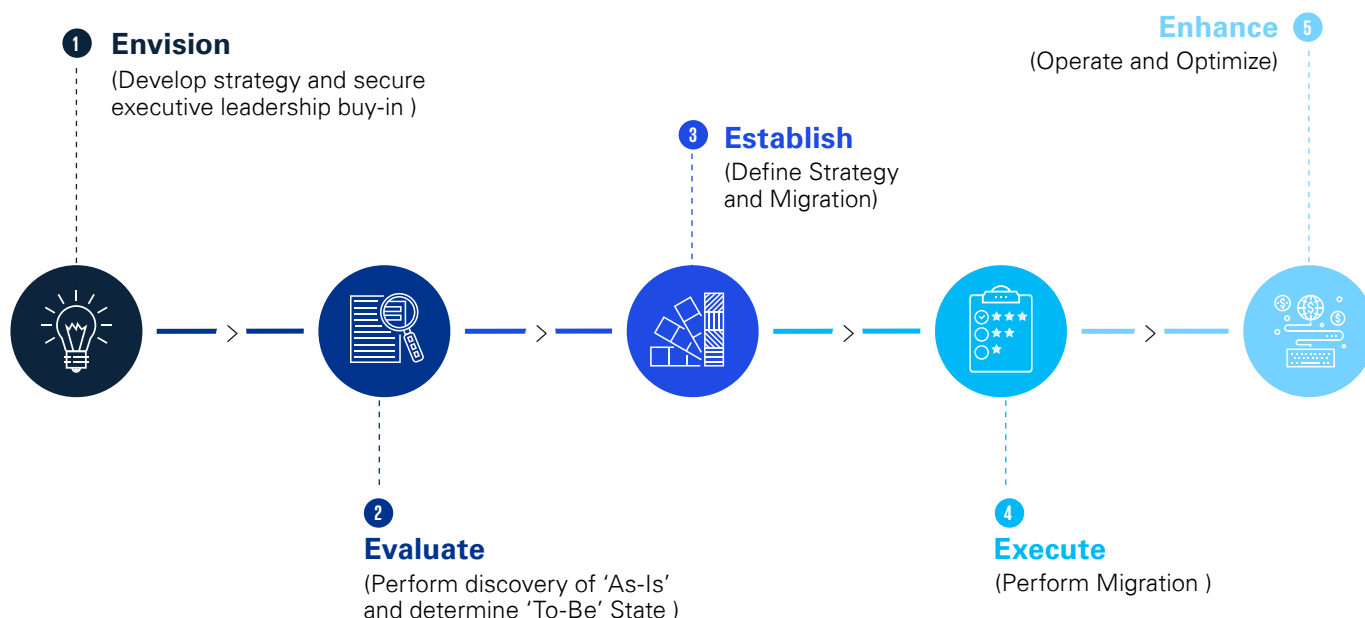 1 Envision
(Develop strategy and secure
executive leadership buy-in )
2
Evaluate
(Perform discovery of ‘As-Is’
and determine ‘To-Be’ State )
3 Establish
(Define Strategy
and Migration)
4
Execute
(Perform Migration )
Enhance 5
(Operate and Optimize)